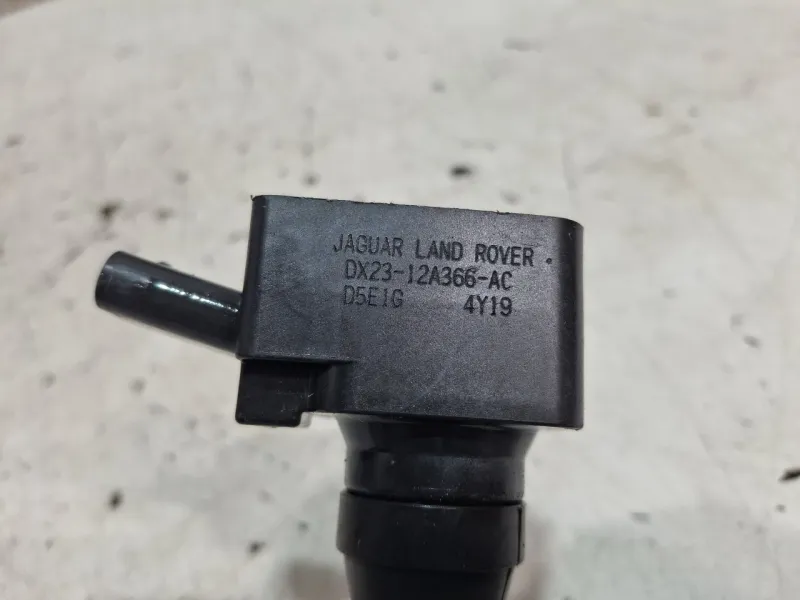 JAGUAR LAND ROVER
DX23-12A366-AC
D5E1G 4Y19